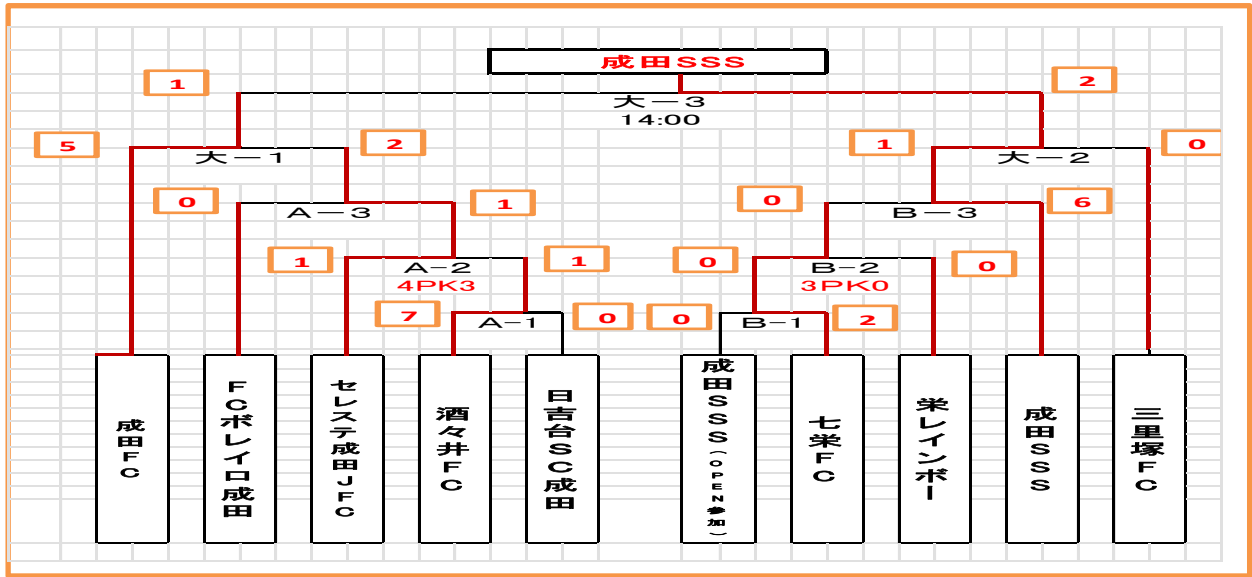 成田SSS
1
2
大-3
14:00
5
大-1
2
1
大-2
0
0
A-3
1
0
B-3
6
1
A-2
4PK3
1
0
B-2
3PK0
0
7
A-1
0
0
B-1
2
成田FC
FCボレイロ成田
セレステ成田JFC
酒々井FC
日吉台SC成田
成田SSS(OPEN参加)
七栄FC
栄レインボー
成田SSS
三里塚FC